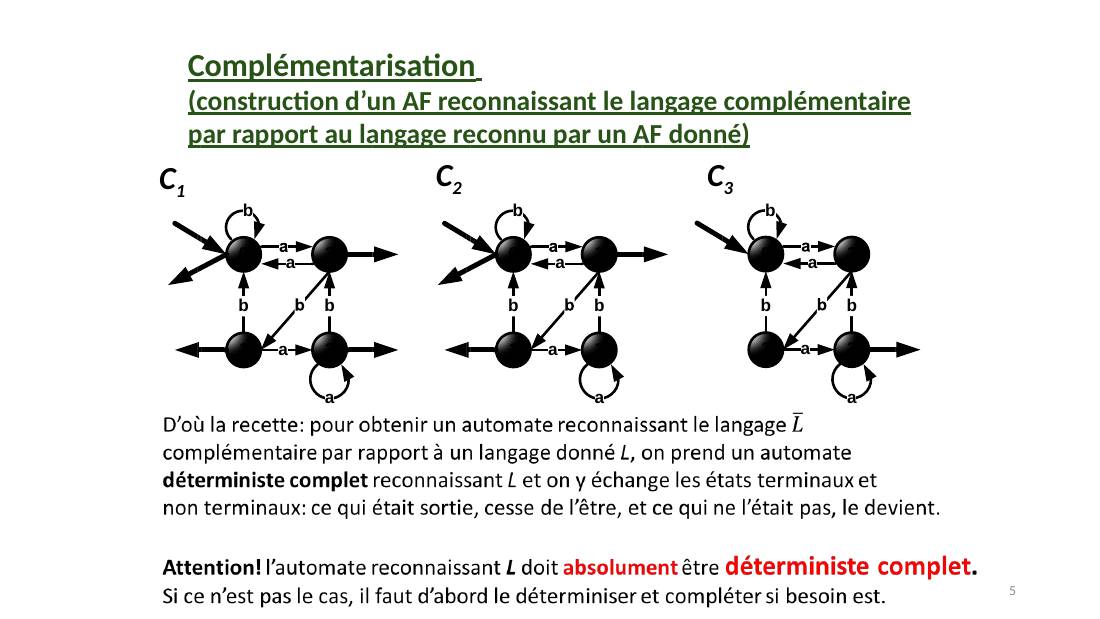 Complémentarisation
(construction d’un AF reconnaissant le langage complémentaire
par rapport au langage reconnu par un AF donné)
C1 C2 C3
b b b
a a a
a a a
b b b b b b b b b
a a a
a a a
D’où la recette: pour obtenir un automate reconnaissant le langage L̅
complémentaire par rapport à un langage donné L, on prend un automate
déterministe complet reconnaissant L et on y échange les états terminaux et
non terminaux: ce qui était sortie, cesse de l’être, et ce qui ne l’était pas, le devient.
Attention! l’automate reconnaissant L doit absolument être déterministe complet.
Si ce n’est pas le cas, il faut d’abord le déterminiser et compléter si besoin est.
5